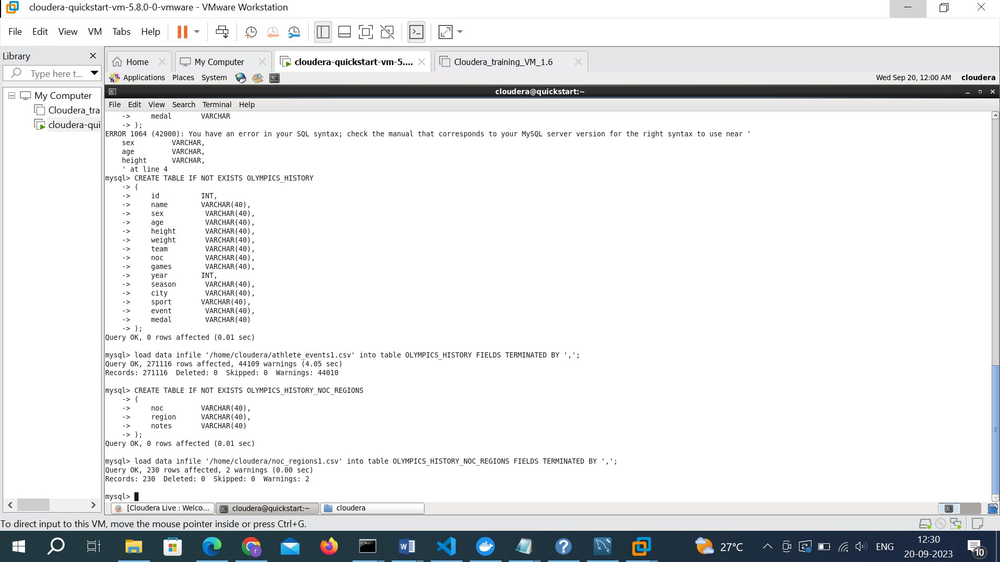 cloudera-quickstart-vm-5.8.0-0-vmware - VMware Workstation
File Edit View VM Tabs Help
Library
Type here t...
My Computer
Cloudera_tra
cloudera-qui
Home
My Computer
cloudera-quickstart-vm-5....
Cloudera_training_VM_1.6
Applications Places System
Wed Sep 20, 12:00 AM cloudera
cloudera@quickstart:~
File Edit View Search Terminal Help
-> medal VARCHAR
-> );
ERROR 1064 (42000): You have an error in your SQL syntax; check the manual that corresponds to your MySQL server version for the right syntax to use near '
sex VARCHAR,
age VARCHAR,
height VARCHAR,
' at line 4
mysql> CREATE TABLE IF NOT EXISTS OLYMPICS_HISTORY
-> (
-> id INT,
-> name VARCHAR(40),
-> sex VARCHAR(40),
-> age VARCHAR(40),
-> height VARCHAR(40),
-> weight VARCHAR(40),
-> team VARCHAR(40),
-> noc VARCHAR(40),
-> games VARCHAR(40),
-> year INT,
-> season VARCHAR(40),
-> city VARCHAR(40),
-> sport VARCHAR(40),
-> event VARCHAR(40),
-> medal VARCHAR(40)
-> );
Query OK, 0 rows affected (0.01 sec)
mysql> load data infile '/home/cloudera/athlete_events1.csv' into table OLYMPICS_HISTORY FIELDS TERMINATED BY ',';
Query OK, 271116 rows affected, 44109 warnings (4.05 sec)
Records: 271116 Deleted: 0 Skipped: 0 Warnings: 44010
mysql> CREATE TABLE IF NOT EXISTS OLYMPICS_HISTORY_NOC_REGIONS
-> (
-> noc VARCHAR(40),
-> region VARCHAR(40),
-> notes VARCHAR(40)
-> );
Query OK, 0 rows affected (0.01 sec)
mysql> load data infile '/home/cloudera/noc_regions1.csv' into table OLYMPICS_HISTORY_NOC_REGIONS FIELDS TERMINATED BY ',';
Query OK, 230 rows affected, 2 warnings (0.00 sec)
Records: 230 Deleted: 0 Skipped: 0 Warnings: 2
mysql>
[Cloudera Live : Welco...
cloudera@quickstart:~
cloudera
To direct input to this VM, move the mouse pointer inside or press Ctrl+G.
27°C
ENG
12:30
20-09-2023
10